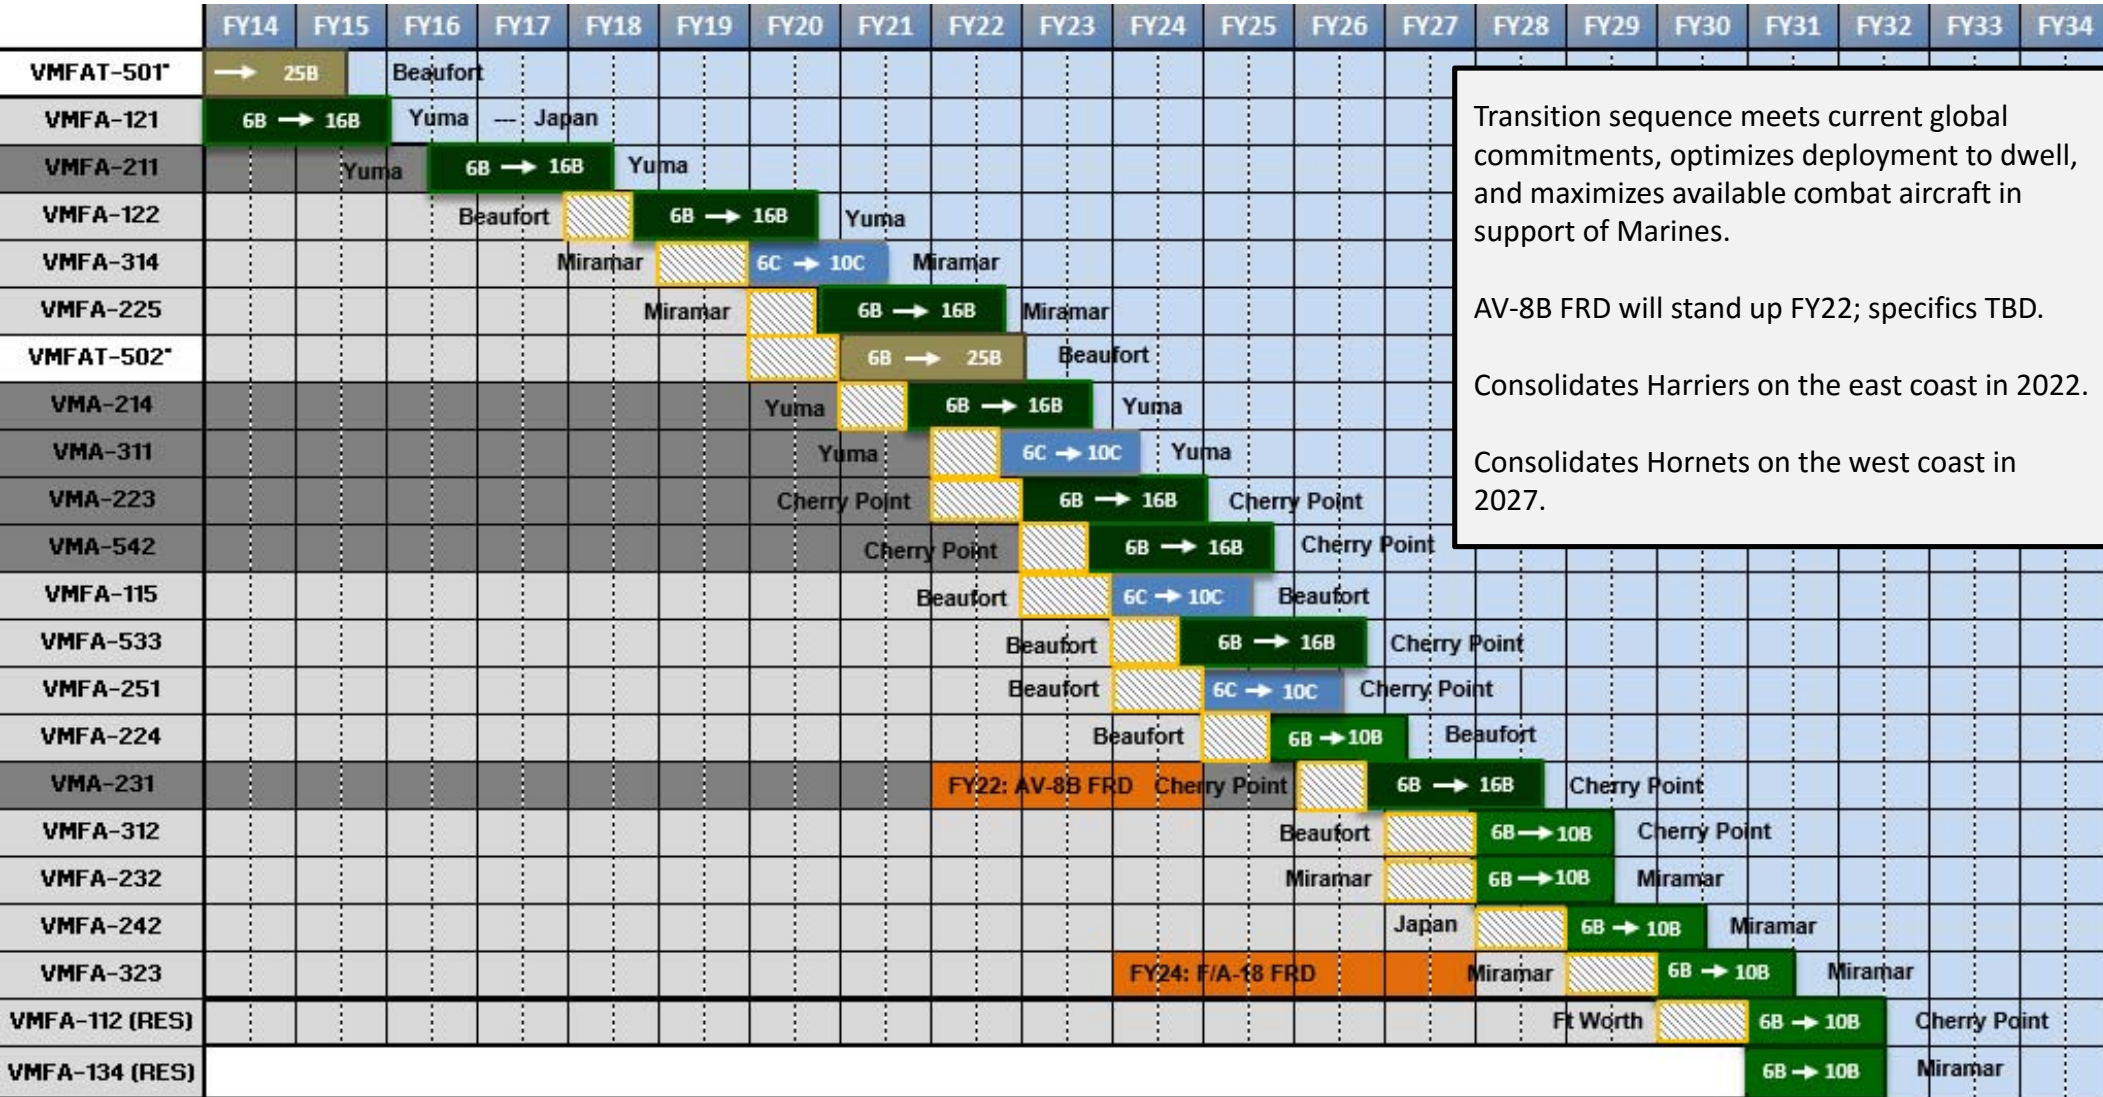 FY14 FY15 FY16 FY17 FY18 FY19 FY20 FY21 FY22 FY23 FY24 FY25 FY26 FY27 FY28 FY29 FY30 FY31 FY32 FY33 FY34
VMFAT-501* → 25B Beaufort
VMFA-121 6B → 16B Yuma --- Japan
VMFA-211 Yuma 6B → 16B Yuma
VMFA-122 Beaufort 6B → 16B Yuma
VMFA-314 Miramar 6C → 10C Miramar
VMFA-225 Miramar 6B → 16B Miramar
VMFAT-502* 6B → 25B Beaufort
VMA-214 Yuma 6B → 16B Yuma
VMA-311 Yuma 6C → 10C Yuma
VMA-223 Cherry Point 6B → 16B Cherry Point
VMA-542 Cherry Point 6B → 16B Cherry Point
VMFA-115 Beaufort 6C → 10C Beaufort
VMFA-533 Beaufort 6B → 16B Cherry Point
VMFA-251 Beaufort 6C → 10C Cherry Point
VMFA-224 Beaufort 6B → 10B Beaufort
VMA-231 FY22: AV-8B FRD Cherry Point 6B → 16B Cherry Point
VMFA-312 Beaufort 6B → 10B Cherry Point
VMFA-232 Miramar 6B → 10B Miramar
VMFA-242 Japan 6B → 10B Miramar
VMFA-323 FY24: F/A-18 FRD Miramar 6B → 10B Miramar
VMFA-112 (RES) Ft Worth 6B → 10B Cherry Point
VMFA-134 (RES) 6B → 10B Miramar
Transition sequence meets current global
commitments, optimizes deployment to dwell,
and maximizes available combat aircraft in
support of Marines.
AV-8B FRD will stand up FY22; specifics TBD.
Consolidates Harriers on the east coast in 2022.
Consolidates Hornets on the west coast in
2027.